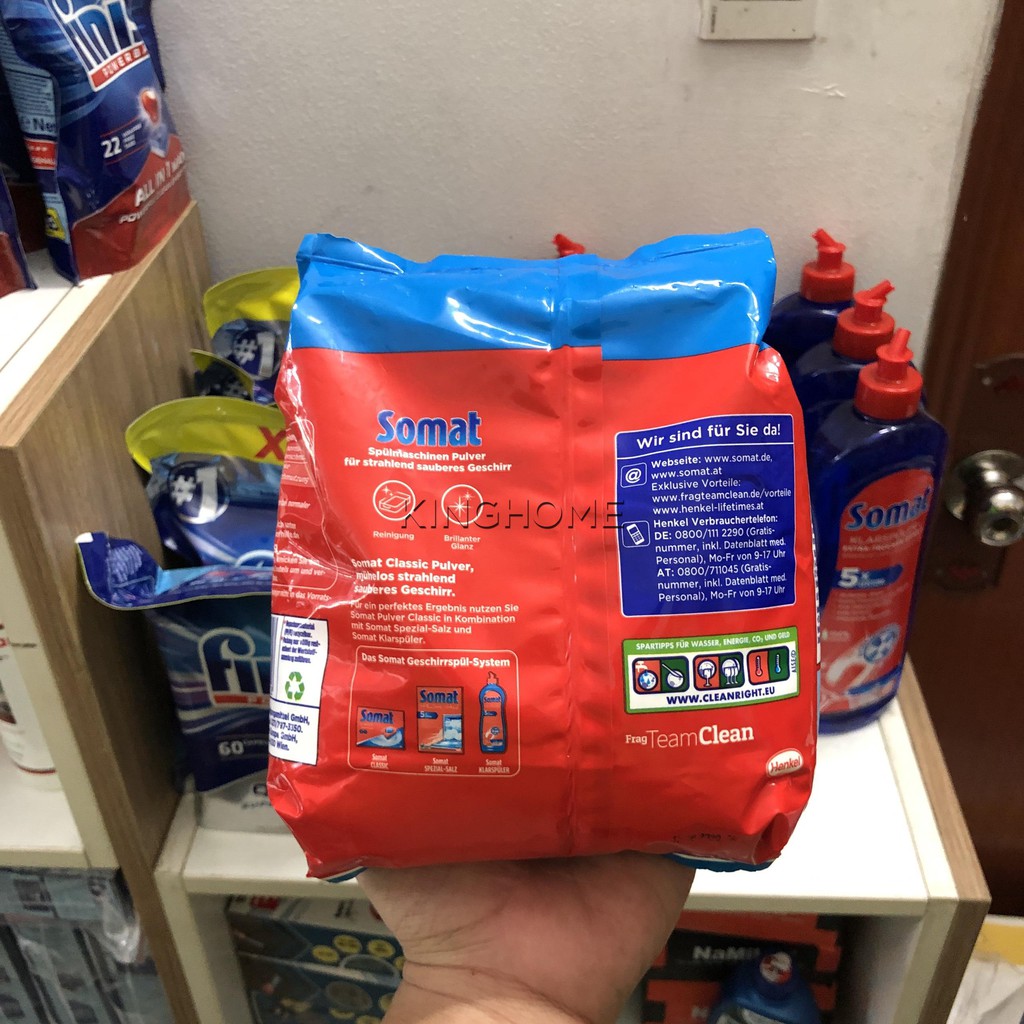 22
ALL IN 1
#1
#1
60
Somat
Spülmaschinen Pulver
für strahlend sauberes Geschirr
KINGHOME
Reinigung
Brillanter
Glanz
Somat Classic Pulver,
mühelos strahlend
sauberes Geschirr.
Für ein perfektes Ergebnis nutzen Sie
Somat Pulver Classic in Kombination
mit Somat Spezial-Salz und
Somat Klarspüler.
Das Somat Geschirrspül-System
Somat
Somat
Somat
CLASSIC
Somat
SPEZIAL-SALZ
Somat
KLARSPÜLER
Wir sind für Sie da!
@
Webseite: www.somat.de,
www.somat.at
Exklusive Vorteile:
www.fragteamclean.de/vorteile
www.henkel-lifetimes.at
Henkel Verbrauchertelefon:
DE: 0800/111 2290 (Gratis-
nummer, inkl. Datenblatt med.
Personal), Mo-Fr von 9-17 Uhr
AT: 0800/711045 (Gratis-
nummer, inkl. Datenblatt med.
Personal), Mo-Fr von 9-17 Uhr
SPARTIPPS FÜR WASSER, ENERGIE, CO₂ UND GELD
WWW.CLEANRIGHT.EU
Frag TeamClean
Henkel
Somat
5x
NaMil